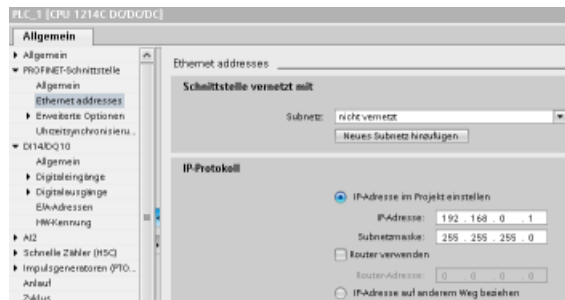 PLC_1 [CPU 1214C DC/DC/DC]
Allgemein
Allgemein
PROFINET-Schnittstelle
Allgemein
Ethernet addresses
Erweiterte Optionen
Uhrzeitsynchronisieru...
DI14/DQ10
Allgemein
Digitaleingänge
Digitalausgänge
E/A-Adressen
HW-Kennung
AI2
Schnelle Zähler (HSC)
Impulsgeneratoren (PTO...
Anlauf
Zyklus
Ethernet addresses
Schnittstelle vernetzt mit
Subnetz: nicht vernetzt
Neues Subnetz hinzufügen
IP-Protokoll
IP-Adresse im Projekt einstellen
IP-Adresse: 192 . 168 . 0 . 1
Subnetzmaske: 255 . 255 . 255 . 0
Router verwenden
Router-Adresse: 0 . 0 . 0 . 0
IP-Adresse auf anderem Weg beziehen